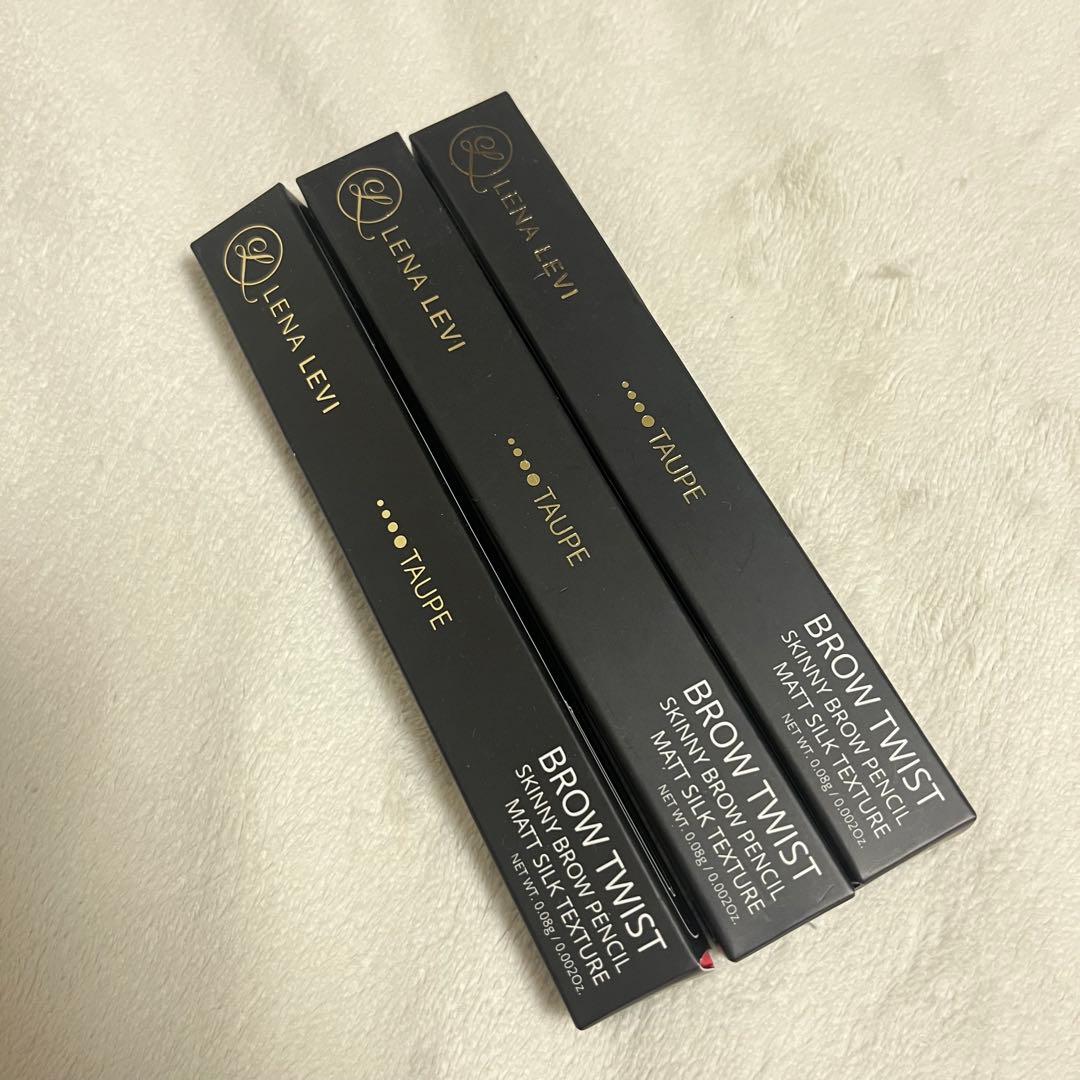 L LENA LEVI
TAUPE
BROW TWIST
SKINNY BROW PENCIL
MATT SILK TEXTURE
NET WT. 0.08g / 0.002Oz.
L LENA LEVI
TAUPE
BROW TWIST
SKINNY BROW PENCIL
MATT SILK TEXTURE
NET WT. 0.08g / 0.002Oz.
L LENA LEVI
TAUPE
BROW TWIST
SKINNY BROW PENCIL
MATT SILK TEXTURE
NET WT. 0.08g / 0.002Oz.